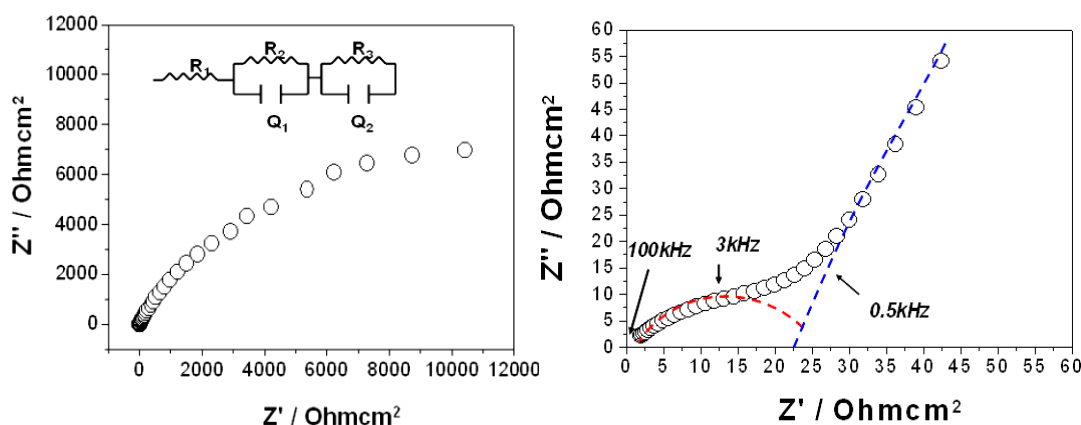 12000
10000
8000
6000
4000
2000
0
Z'' / Ohmcm²
R₁
R₂
R₃
Q₁
Q₂
0 2000 4000 6000 8000 10000 12000
Z' / Ohmcm²
60
55
50
45
40
35
30
25
20
15
10
5
0
Z'' / Ohmcm²
100kHz
3kHz
0.5kHz
0 5 10 15 20 25 30 35 40 45 50 55 60
Z' / Ohmcm²